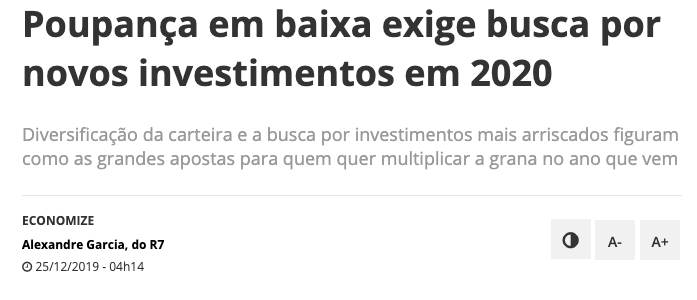 Poupança em baixa exige busca por
novos investimentos em 2020
Diversificação da carteira e a busca por investimentos mais arriscados figuram
como as grandes apostas para quem quer multiplicar a grana no ano que vem
ECONOMIZE
Alexandre Garcia, do R7
25/12/2019 - 04h14
A- A+